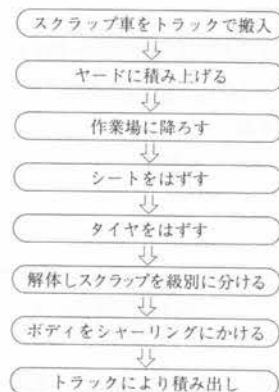 スクラップ車をトラックで搬入
ヤードに積み上げる
作業場に降ろす
シートをはずす
タイヤをはずす
解体しスクラップを級別に分ける
ボディをシャーリングにかける
トラックにより積み出し